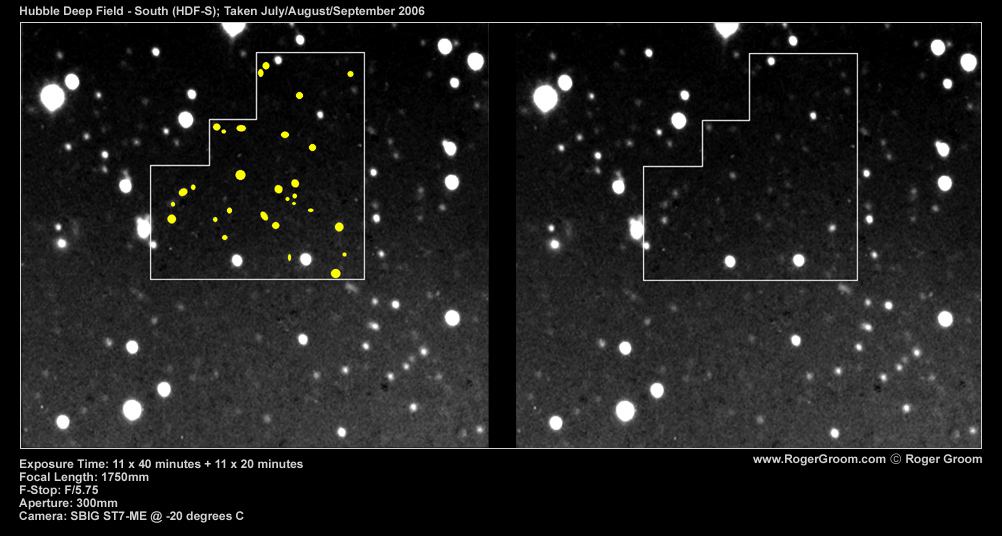 Hubble Deep Field - South (HDF-S); Taken July/August/September 2006
Exposure Time: 11 x 40 minutes + 11 x 20 minutes
www.RogerGroom.com © Roger Groom
Focal Length: 1750mm
F-Stop: F/5.75
Aperture: 300mm
Camera: SBIG ST7-ME @ -20 degrees C